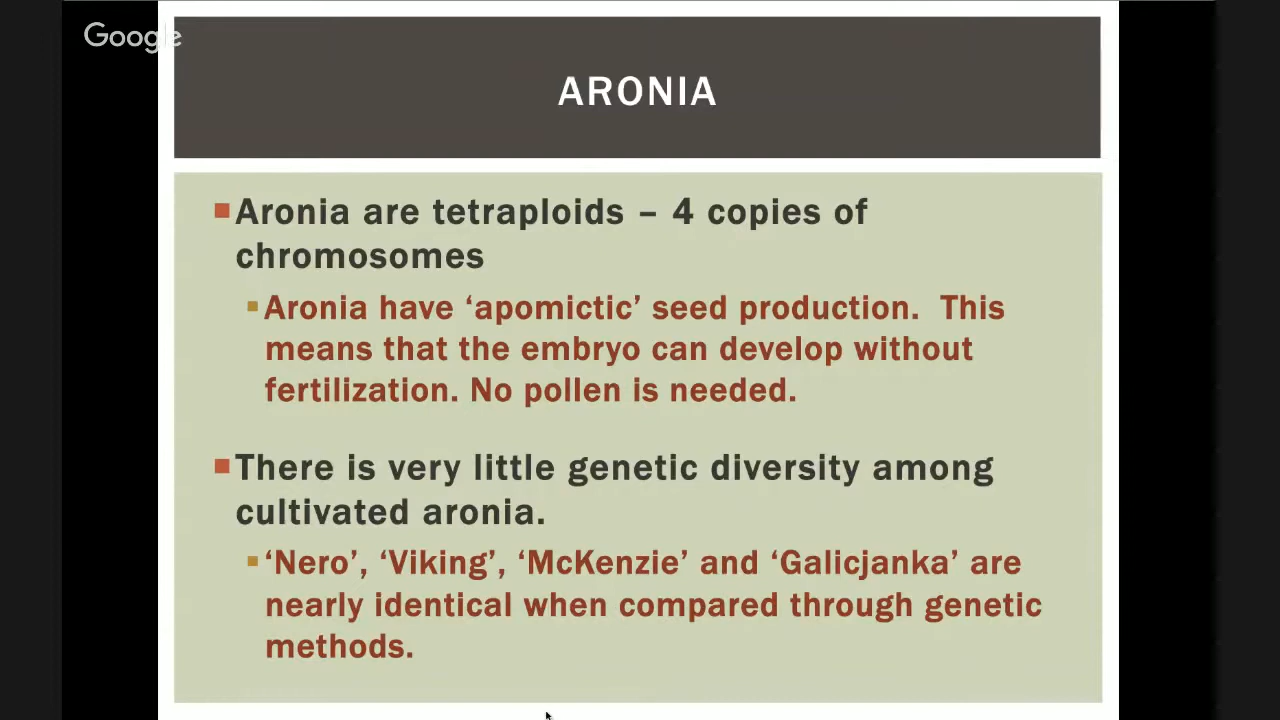 Google
ARONIA
Aronia are tetraploids – 4 copies of
chromosomes
Aronia have ‘apomictic’ seed production.  This
means that the embryo can develop without
fertilization. No pollen is needed.
There is very little genetic diversity among
cultivated aronia.
‘Nero’, ‘Viking’, ‘McKenzie’ and ‘Galicjanka’ are
nearly identical when compared through genetic
methods.